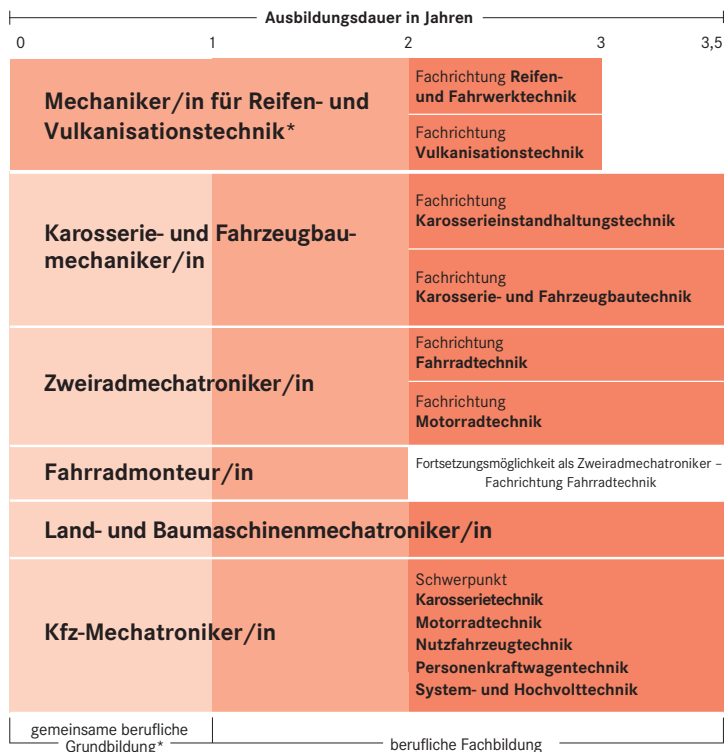 Ausbildungsdauer in Jahren
0 1 2 3 3,5
Mechaniker/in für Reifen- und
Vulkanisationstechnik*
Fachrichtung Reifen-
und Fahrwerktechnik
Fachrichtung
Vulkanisationstechnik
Karosserie- und Fahrzeugbau-
mechaniker/in
Fachrichtung
Karosserieinstandhaltungstechnik
Fachrichtung
Karosserie- und Fahrzeugbautechnik
Zweiradmechatroniker/in
Fachrichtung
Fahrradtechnik
Fachrichtung
Motorradtechnik
Fahrradmonteur/in
Fortsetzungsmöglichkeit als Zweiradmechatroniker –
Fachrichtung Fahrradtechnik
Land- und Baumaschinenmechatroniker/in
Kfz-Mechatroniker/in
Schwerpunkt
Karosserietechnik
Motorradtechnik
Nutzfahrzeugtechnik
Personenkraftwagentechnik
System- und Hochvolttechnik
gemeinsame berufliche
Grundbildung*
berufliche Fachbildung